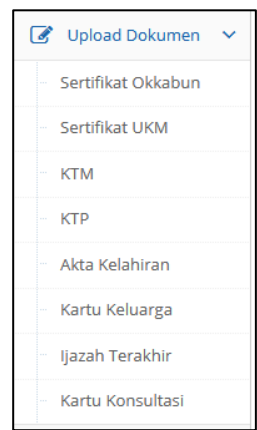 Upload Dokumen
Sertifikat Okkabun
Sertifikat UKM
KTM
KTP
Akta Kelahiran
Kartu Keluarga
Ijazah Terakhir
Kartu Konsultasi